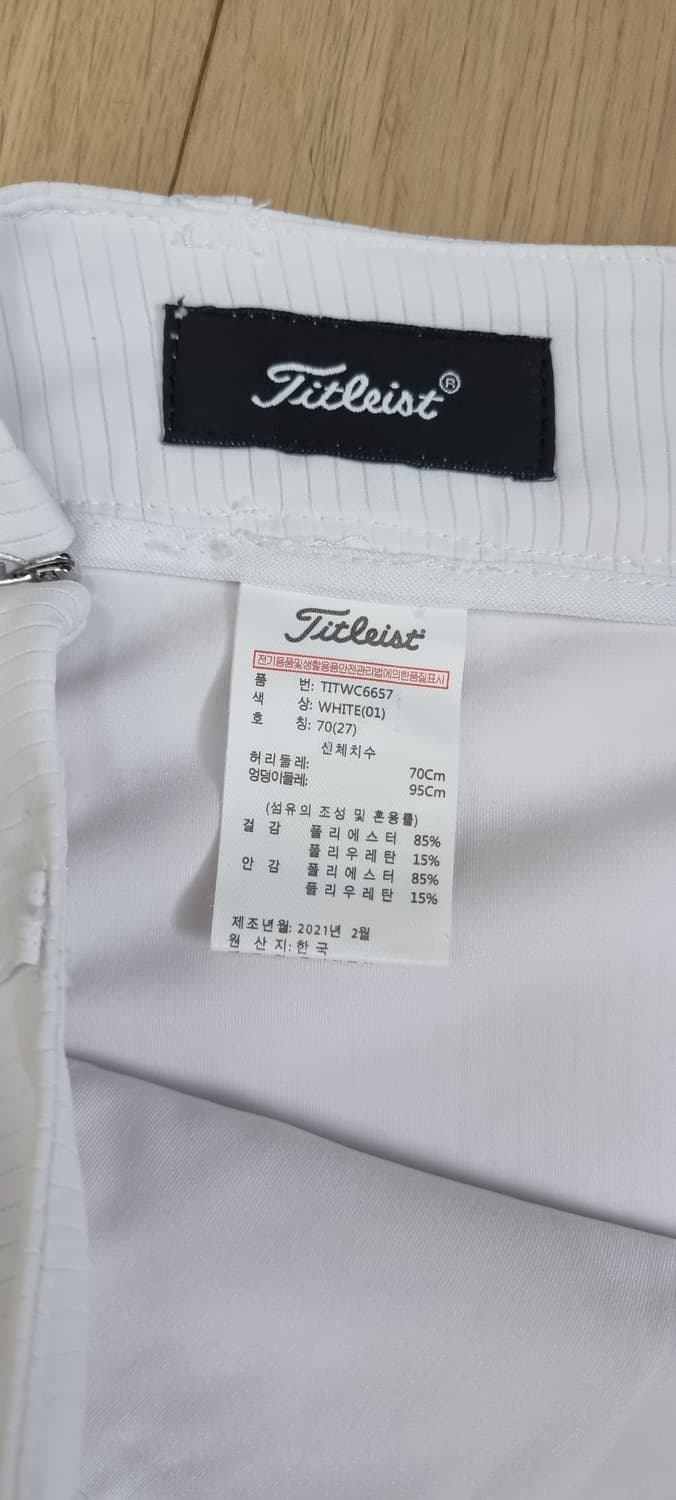 Titleist®
Titleist
전기용품및생활용품안전관리법에의한품질표시
품 번: TITWC6657
색 상: WHITE(01)
호 칭: 70(27)
신체치수
허리둘레: 70Cm
엉덩이둘레: 95Cm
(섬유의 조성 및 혼용률)
겉 감 폴리에스터 85%
폴리우레탄 15%
안 감 폴리에스터 85%
폴리우레탄 15%
제조년월: 2021년 2월
원 산 지: 한국